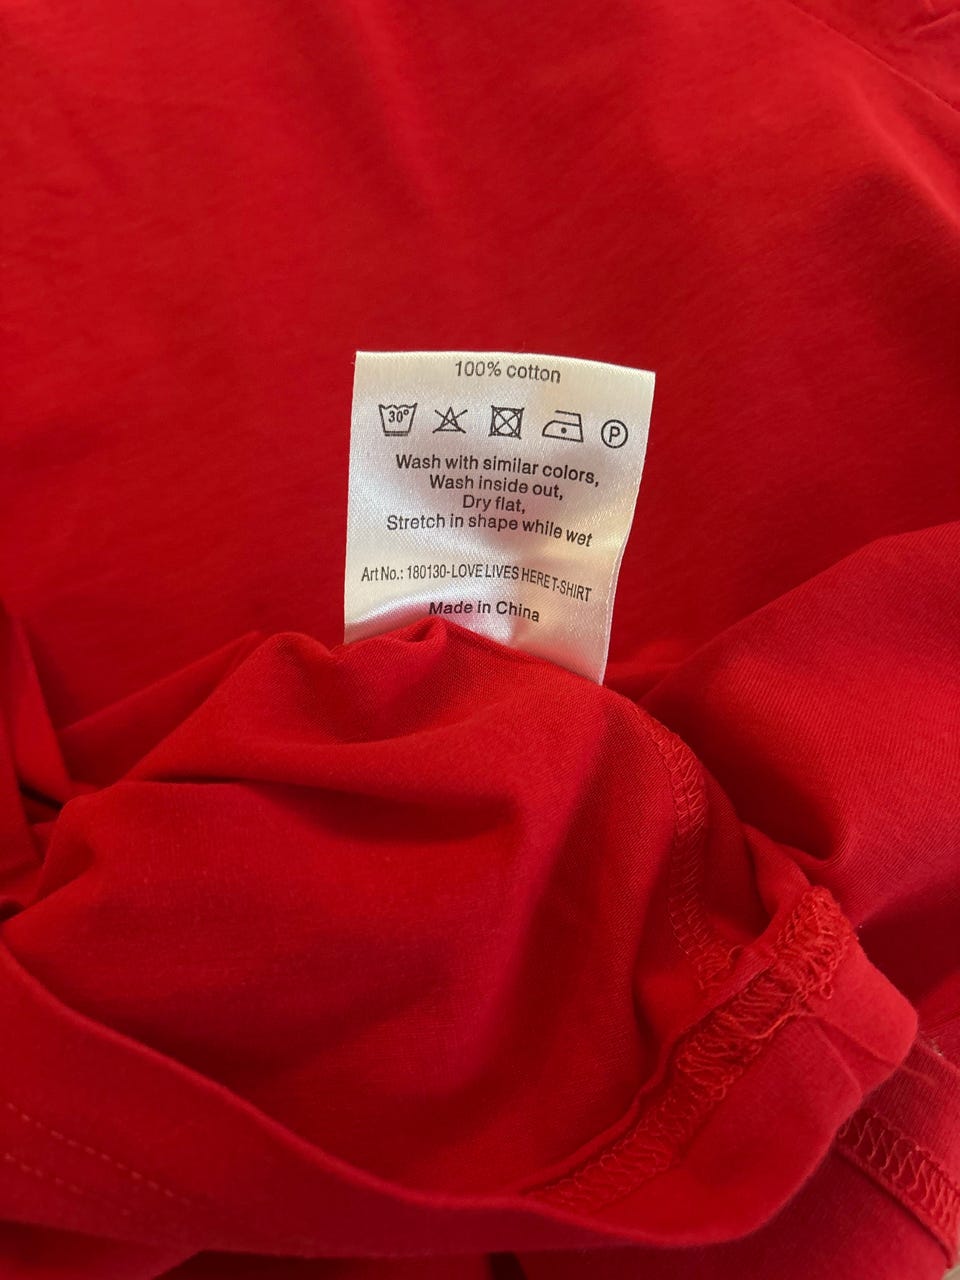 100% cotton
30°
P
Wash with similar colors,
Wash inside out,
Dry flat,
Stretch in shape while wet
Art No.: 180130-LOVE LIVES HERE T-SHIRT
Made in China